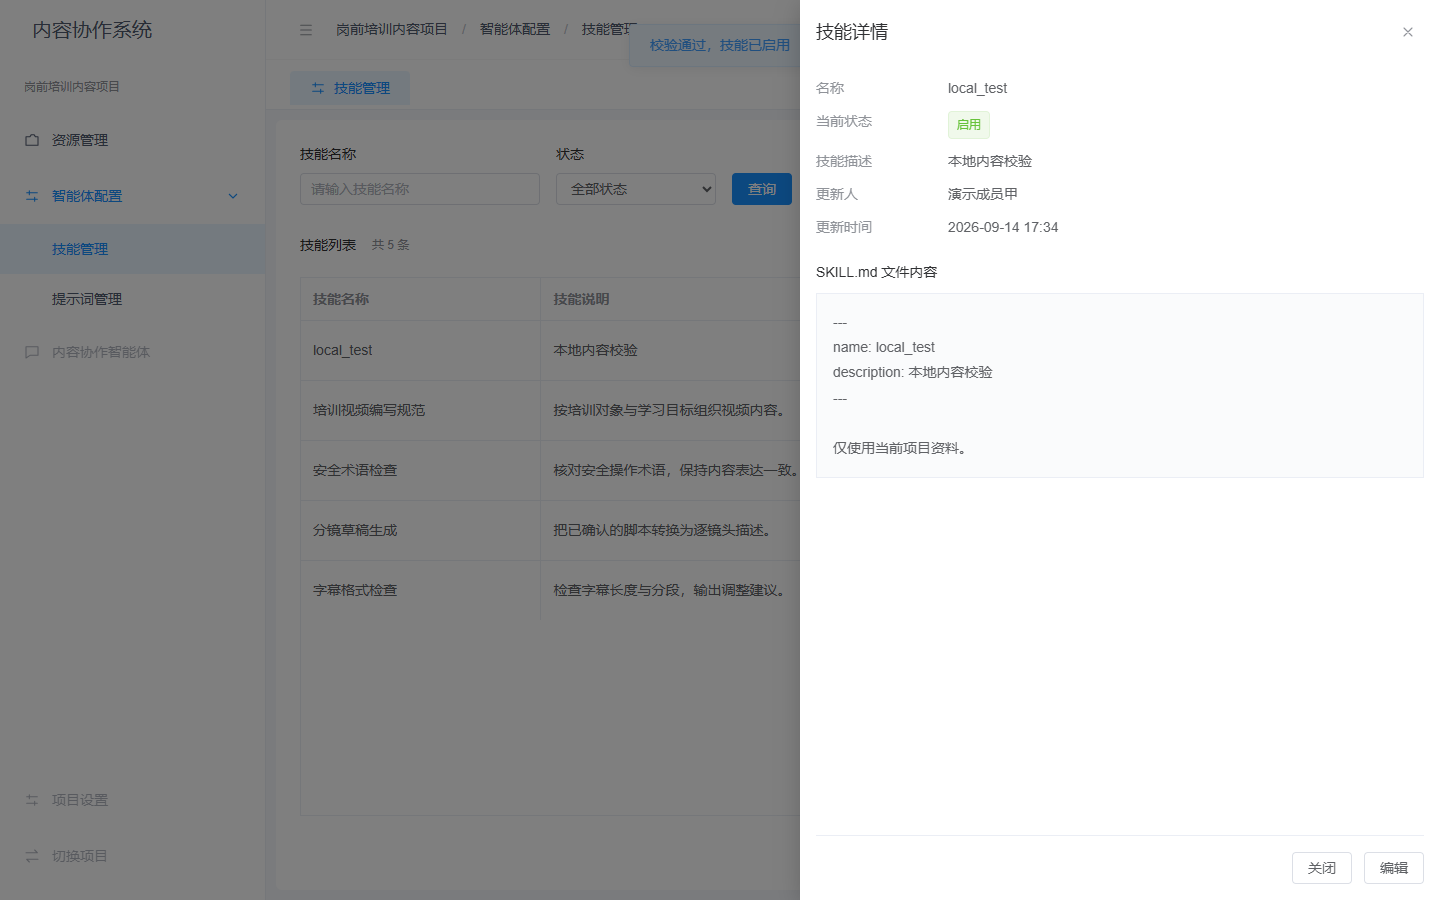 内容协作系统
岗前培训内容项目
资源管理
智能体配置
技能管理
提示词管理
内容协作智能体
项目设置
切换项目
岗前培训内容项目 / 智能体配置 / 技能管理
校验通过，技能已启用
技能管理
技能名称 状态
请输入技能名称 全部状态 查询
技能列表 共 5 条
技能名称 技能说明
local_test 本地内容校验
培训视频编写规范 按培训对象与学习目标组织视频内容。
安全术语检查 核对安全操作术语，保持内容表达一致。
分镜草稿生成 把已确认的脚本转换为逐镜头描述。
字幕格式检查 检查字幕长度与分段，输出调整建议。
技能详情
名称 local_test
当前状态 启用
技能描述 本地内容校验
更新人 演示成员甲
更新时间 2026-09-14 17:34
SKILL.md 文件内容
---
name: local_test
description: 本地内容校验
---
仅使用当前项目资料。
关闭 编辑